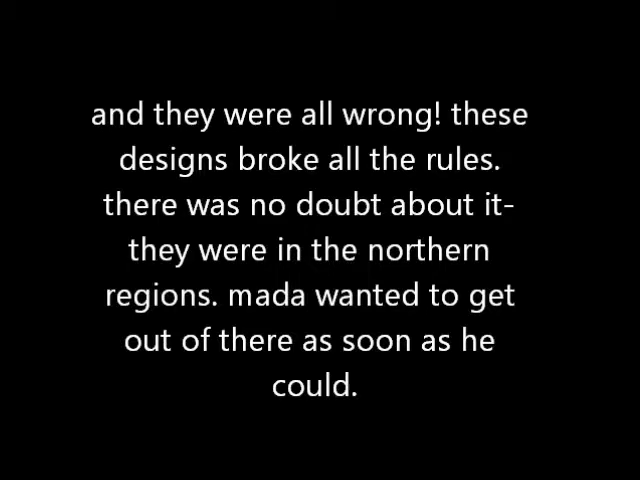 and they were all wrong! these
designs broke all the rules.
there was no doubt about it-
they were in the northern
regions. mada wanted to get
out of there as soon as he
could.